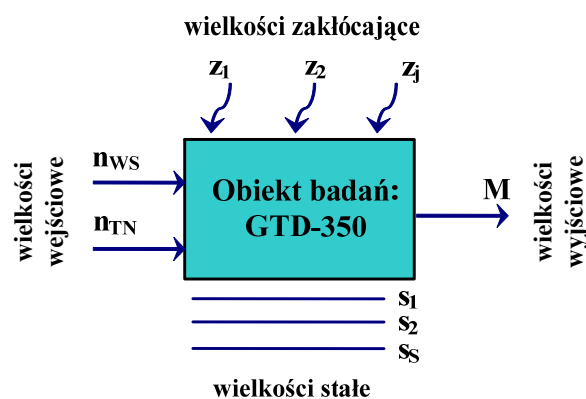 wielkości zakłócające
z1 z2 zj
wielkości
wejściowe
nWS
nTN
Obiekt badań:
GTD-350
M
wielkości
wyjściowe
s1
s2
sS
wielkości stałe